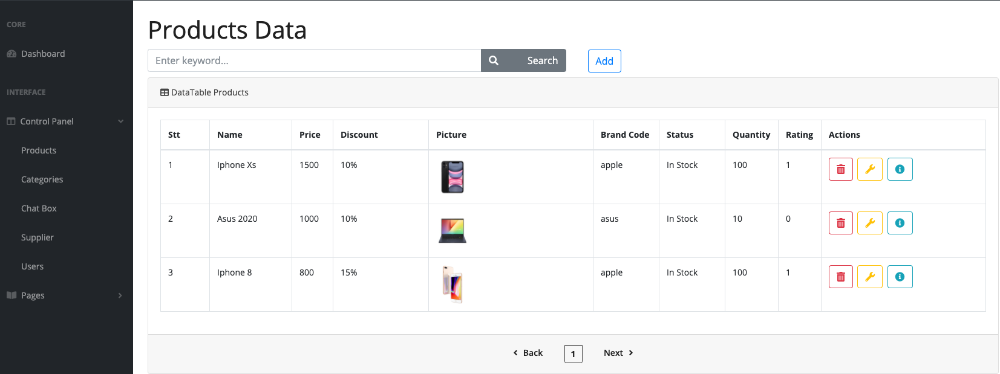 CORE
Dashboard
INTERFACE
Control Panel
Products
Categories
Chat Box
Supplier
Users
Pages
Products Data
Enter keyword... Search Add
DataTable Products
Stt Name Price Discount Picture Brand Code Status Quantity Rating Actions
1 Iphone Xs 1500 10% apple In Stock 100 1
2 Asus 2020 1000 10% asus In Stock 10 0
3 Iphone 8 800 15% apple In Stock 100 1
Back 1 Next